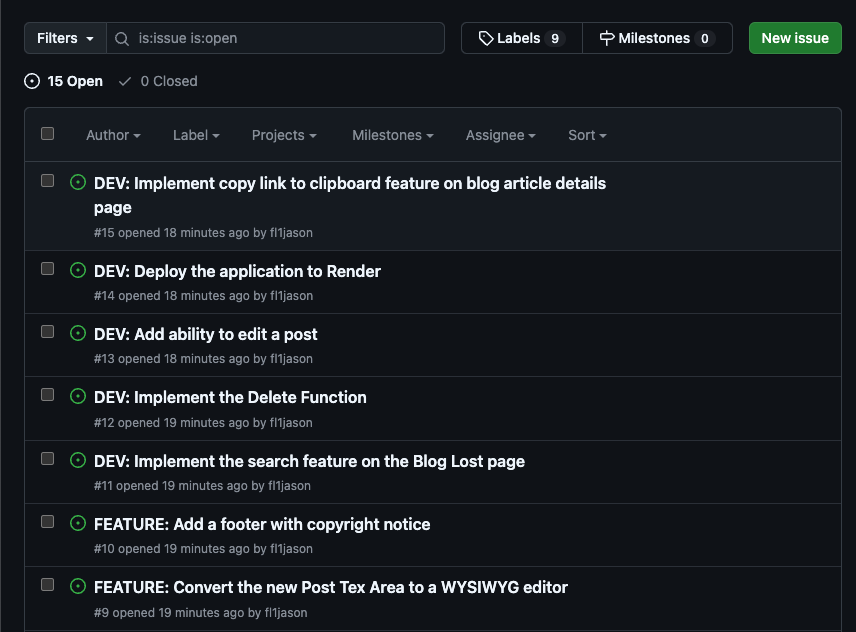 Filters
is:issue is:open
Labels 9
Milestones 0
New issue
15 Open
0 Closed
Author
Label
Projects
Milestones
Assignee
Sort
DEV: Implement copy link to clipboard feature on blog article details
page
#15 opened 18 minutes ago by fl1jason
DEV: Deploy the application to Render
#14 opened 18 minutes ago by fl1jason
DEV: Add ability to edit a post
#13 opened 18 minutes ago by fl1jason
DEV: Implement the Delete Function
#12 opened 19 minutes ago by fl1jason
DEV: Implement the search feature on the Blog Lost page
#11 opened 19 minutes ago by fl1jason
FEATURE: Add a footer with copyright notice
#10 opened 19 minutes ago by fl1jason
FEATURE: Convert the new Post Tex Area to a WYSIWYG editor
#9 opened 19 minutes ago by fl1jason